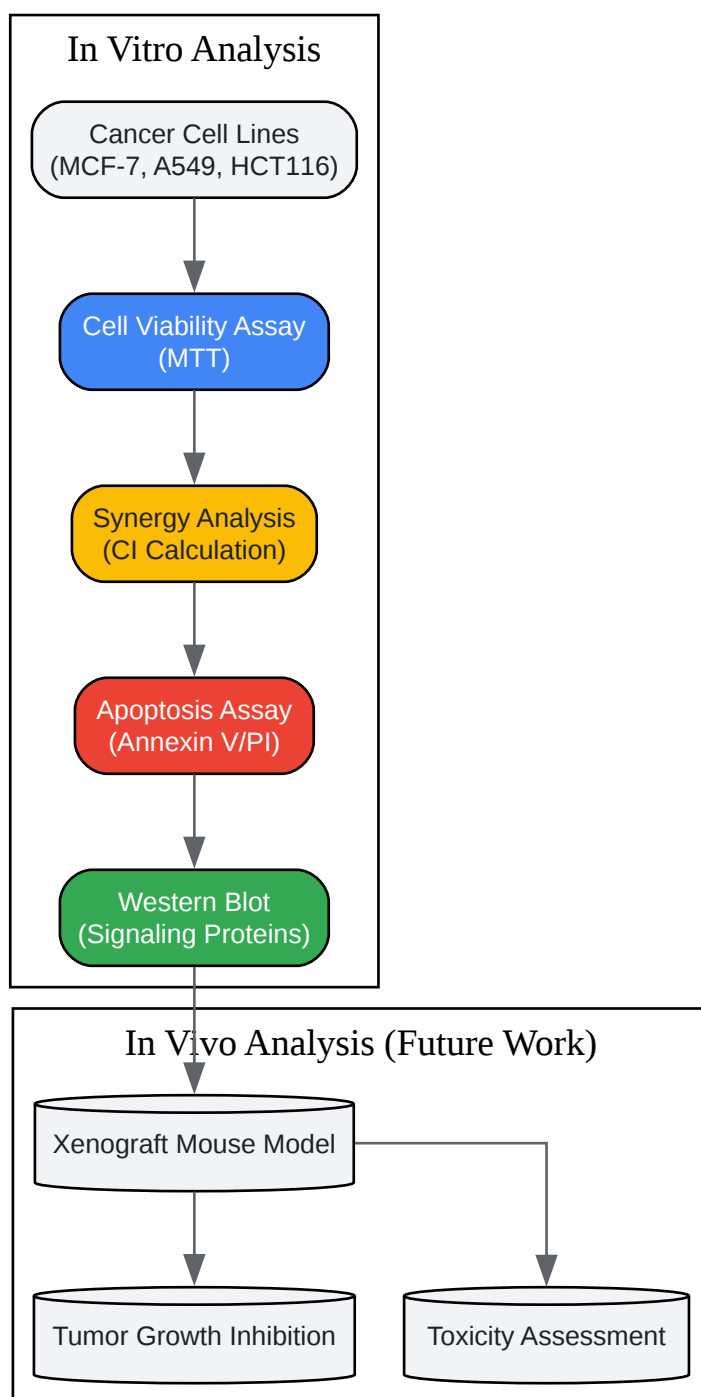 In Vitro Analysis
Cancer Cell Lines
(MCF-7, A549, HCT116)
Cell Viability Assay
(MTT)
Synergy Analysis
(CI Calculation)
Apoptosis Assay
(Annexin V/PI)
Western Blot
(Signaling Proteins)
In Vivo Analysis (Future Work)
Xenograft Mouse Model
Tumor Growth Inhibition
Toxicity Assessment